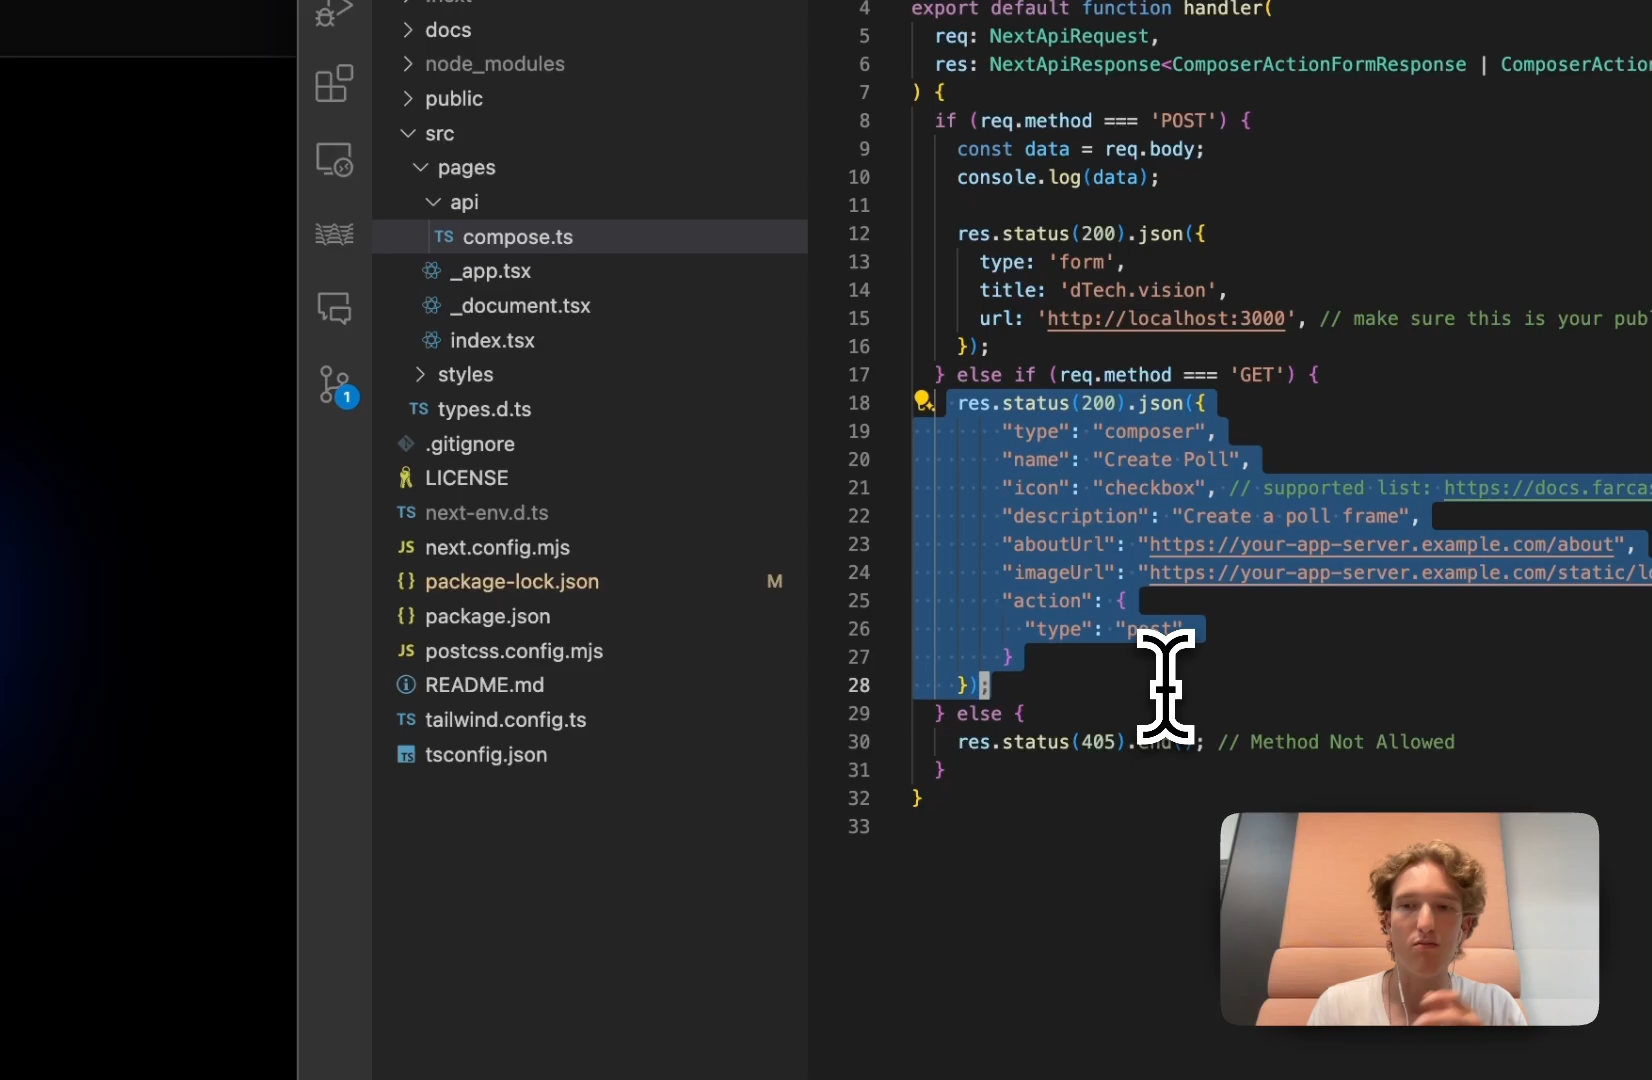 docs
node_modules
public
src
pages
api
TS compose.ts
_app.tsx
_document.tsx
index.tsx
styles
TS types.d.ts
.gitignore
LICENSE
TS next-env.d.ts
JS next.config.mjs
{} package-lock.json M
{} package.json
JS postcss.config.mjs
README.md
TS tailwind.config.ts
TS tsconfig.json
1
4 export default function handler(
5 req: NextApiRequest,
6 res: NextApiResponse<ComposerActionFormResponse |
7 ) {
8 if (req.method === 'POST') {
9 const data = req.body;
10 console.log(data);
11
12 res.status(200).json({
13 type: 'form',
14 title: 'dTech.vision',
15 url: 'http://localhost:3000', // make sure this is your
16 });
17 } else if (req.method === 'GET') {
18 res.status(200).json({
19 "type": "composer",
20 "name": "Create Poll",
21 "icon": "checkbox", // supported list: https://docs.farcas
22 "description": "Create a poll frame",
23 "aboutUrl": "https://your-app-server.example.com/about",
24 "imageUrl": "https://your-app-server.example.com/static/
25 "action": {
26 "type": "post"
27 }
28 });
29 } else {
30 res.status(405).end(); // Method Not Allowed
31 }
32 }
33